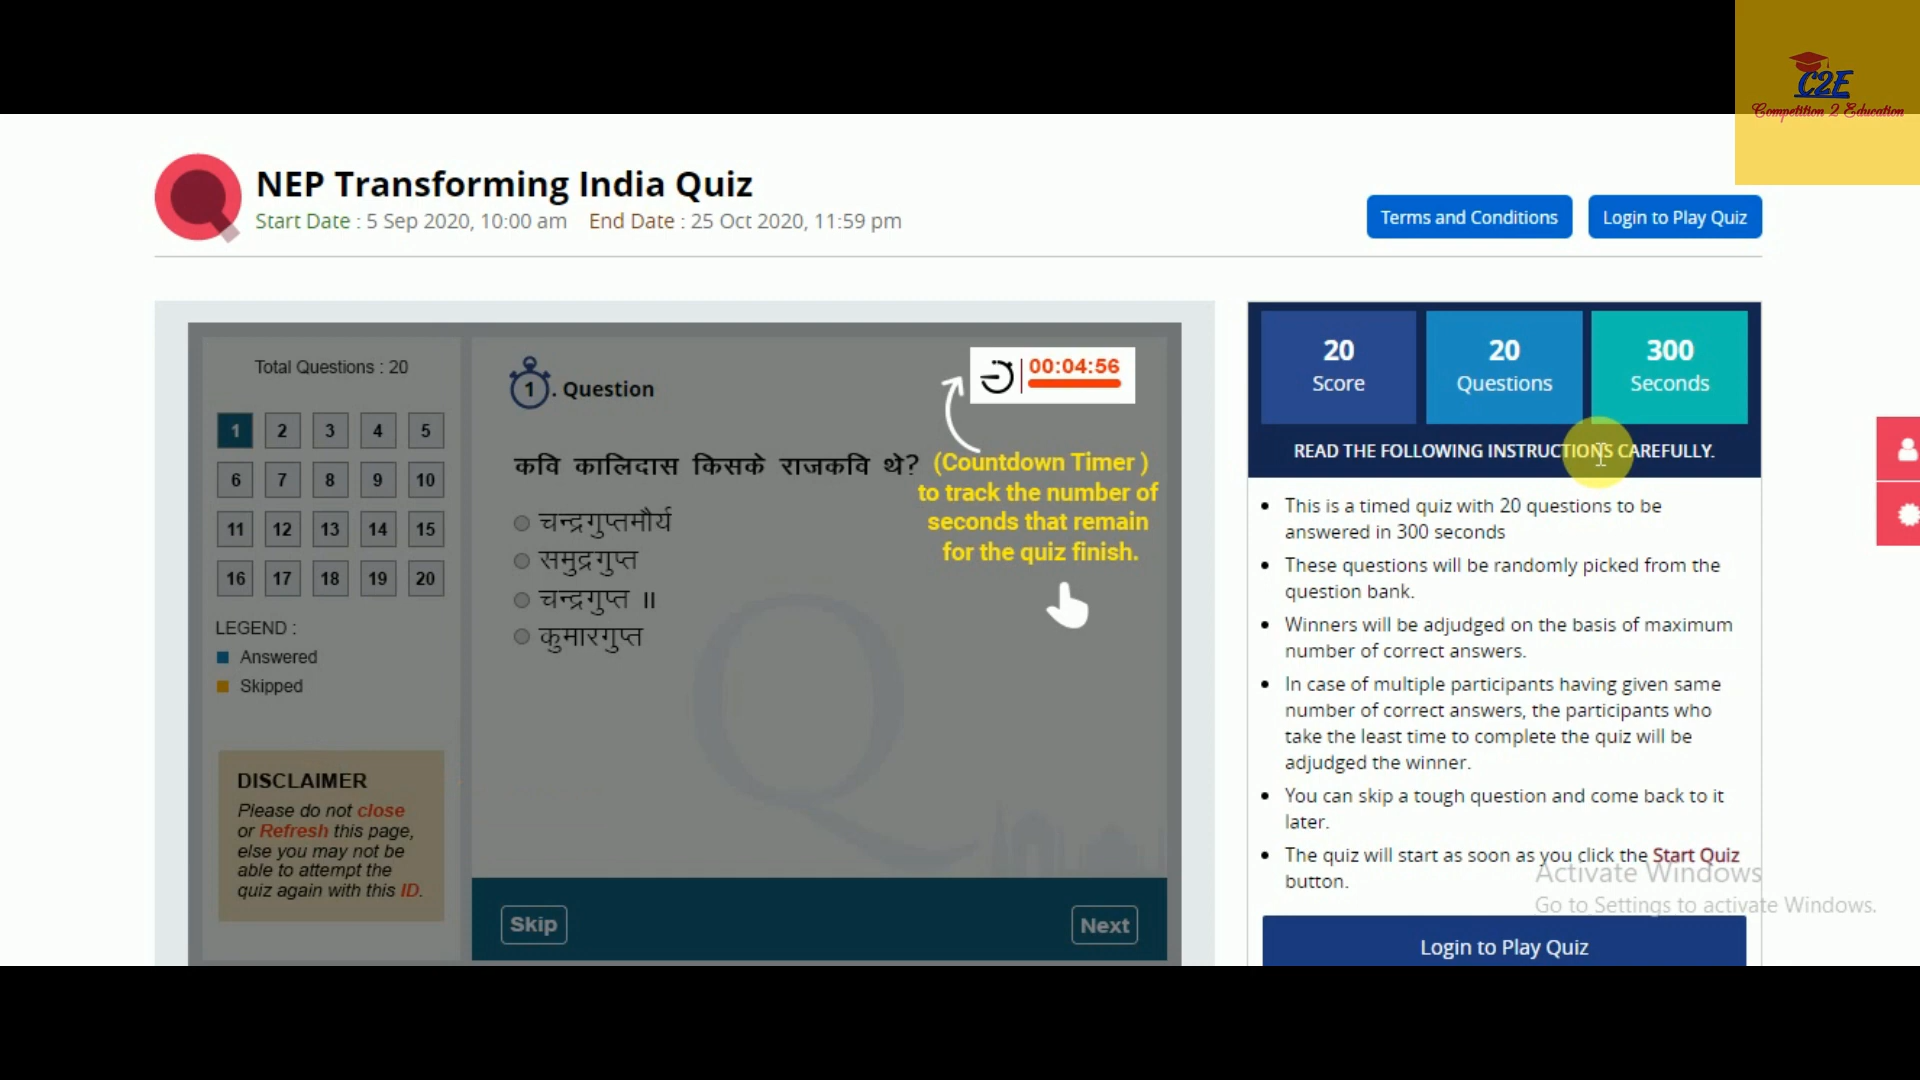 C2E
Competition 2 Education
NEP Transforming India Quiz
Start Date : 5 Sep 2020, 10:00 am End Date : 25 Oct 2020, 11:59 pm
Terms and Conditions
Login to Play Quiz
Total Questions : 20
1 2 3 4 5
6 7 8 9 10
11 12 13 14 15
16 17 18 19 20
LEGEND :
Answered
Skipped
DISCLAIMER
Please do not close
or Refresh this page,
else you may not be
able to attempt the
quiz again with this ID.
1 . Question
00:04:56
कवि कालिदास किसके राजकवि थे?
चन्द्रगुप्तमौर्य
समुद्रगुप्त
चन्द्रगुप्त II
कुमारगुप्त
(Countdown Timer )
to track the number of
seconds that remain
for the quiz finish.
Skip
Next
20
Score
20
Questions
300
Seconds
READ THE FOLLOWING INSTRUCTIONS CAREFULLY.
• This is a timed quiz with 20 questions to be
answered in 300 seconds
• These questions will be randomly picked from the
question bank.
• Winners will be adjudged on the basis of maximum
number of correct answers.
• In case of multiple participants having given same
number of correct answers, the participants who
take the least time to complete the quiz will be
adjudged the winner.
• You can skip a tough question and come back to it
later.
• The quiz will start as soon as you click the Start Quiz
button.
Activate Windows
Go to Settings to activate Windows.
Login to Play Quiz